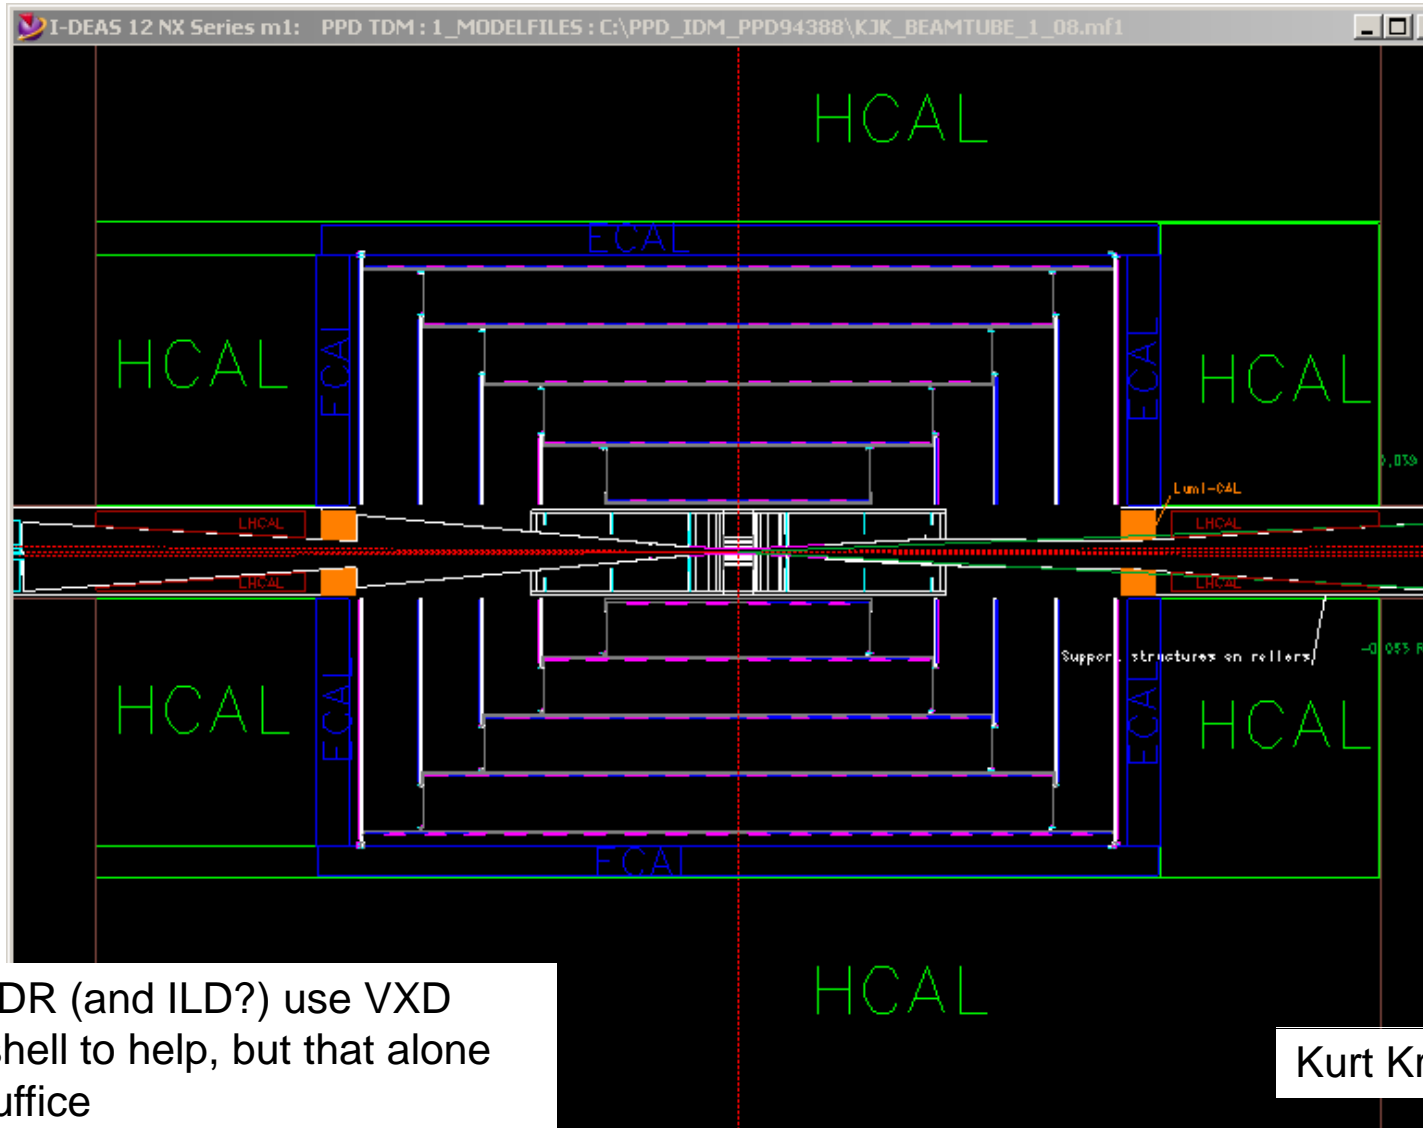 I-DEAS 12 NX Series m1: PPD TDM : 1_MODELFILES : C:\PPD_IDM_PPD94388\KJK_BEAMTUBE_1_08.mf1
HCAL
ECAL
HCAL
ECAL
ECAL
HCAL
Lumi-CAL
LHCAL
LHCAL
LHCAL
LHCAL
Support structures on rollers
HCAL
ECAL
ECAL
HCAL
ECAL
HCAL
DR (and ILD?) use VXD
shell to help, but that alone
uffice
Kurt Kr